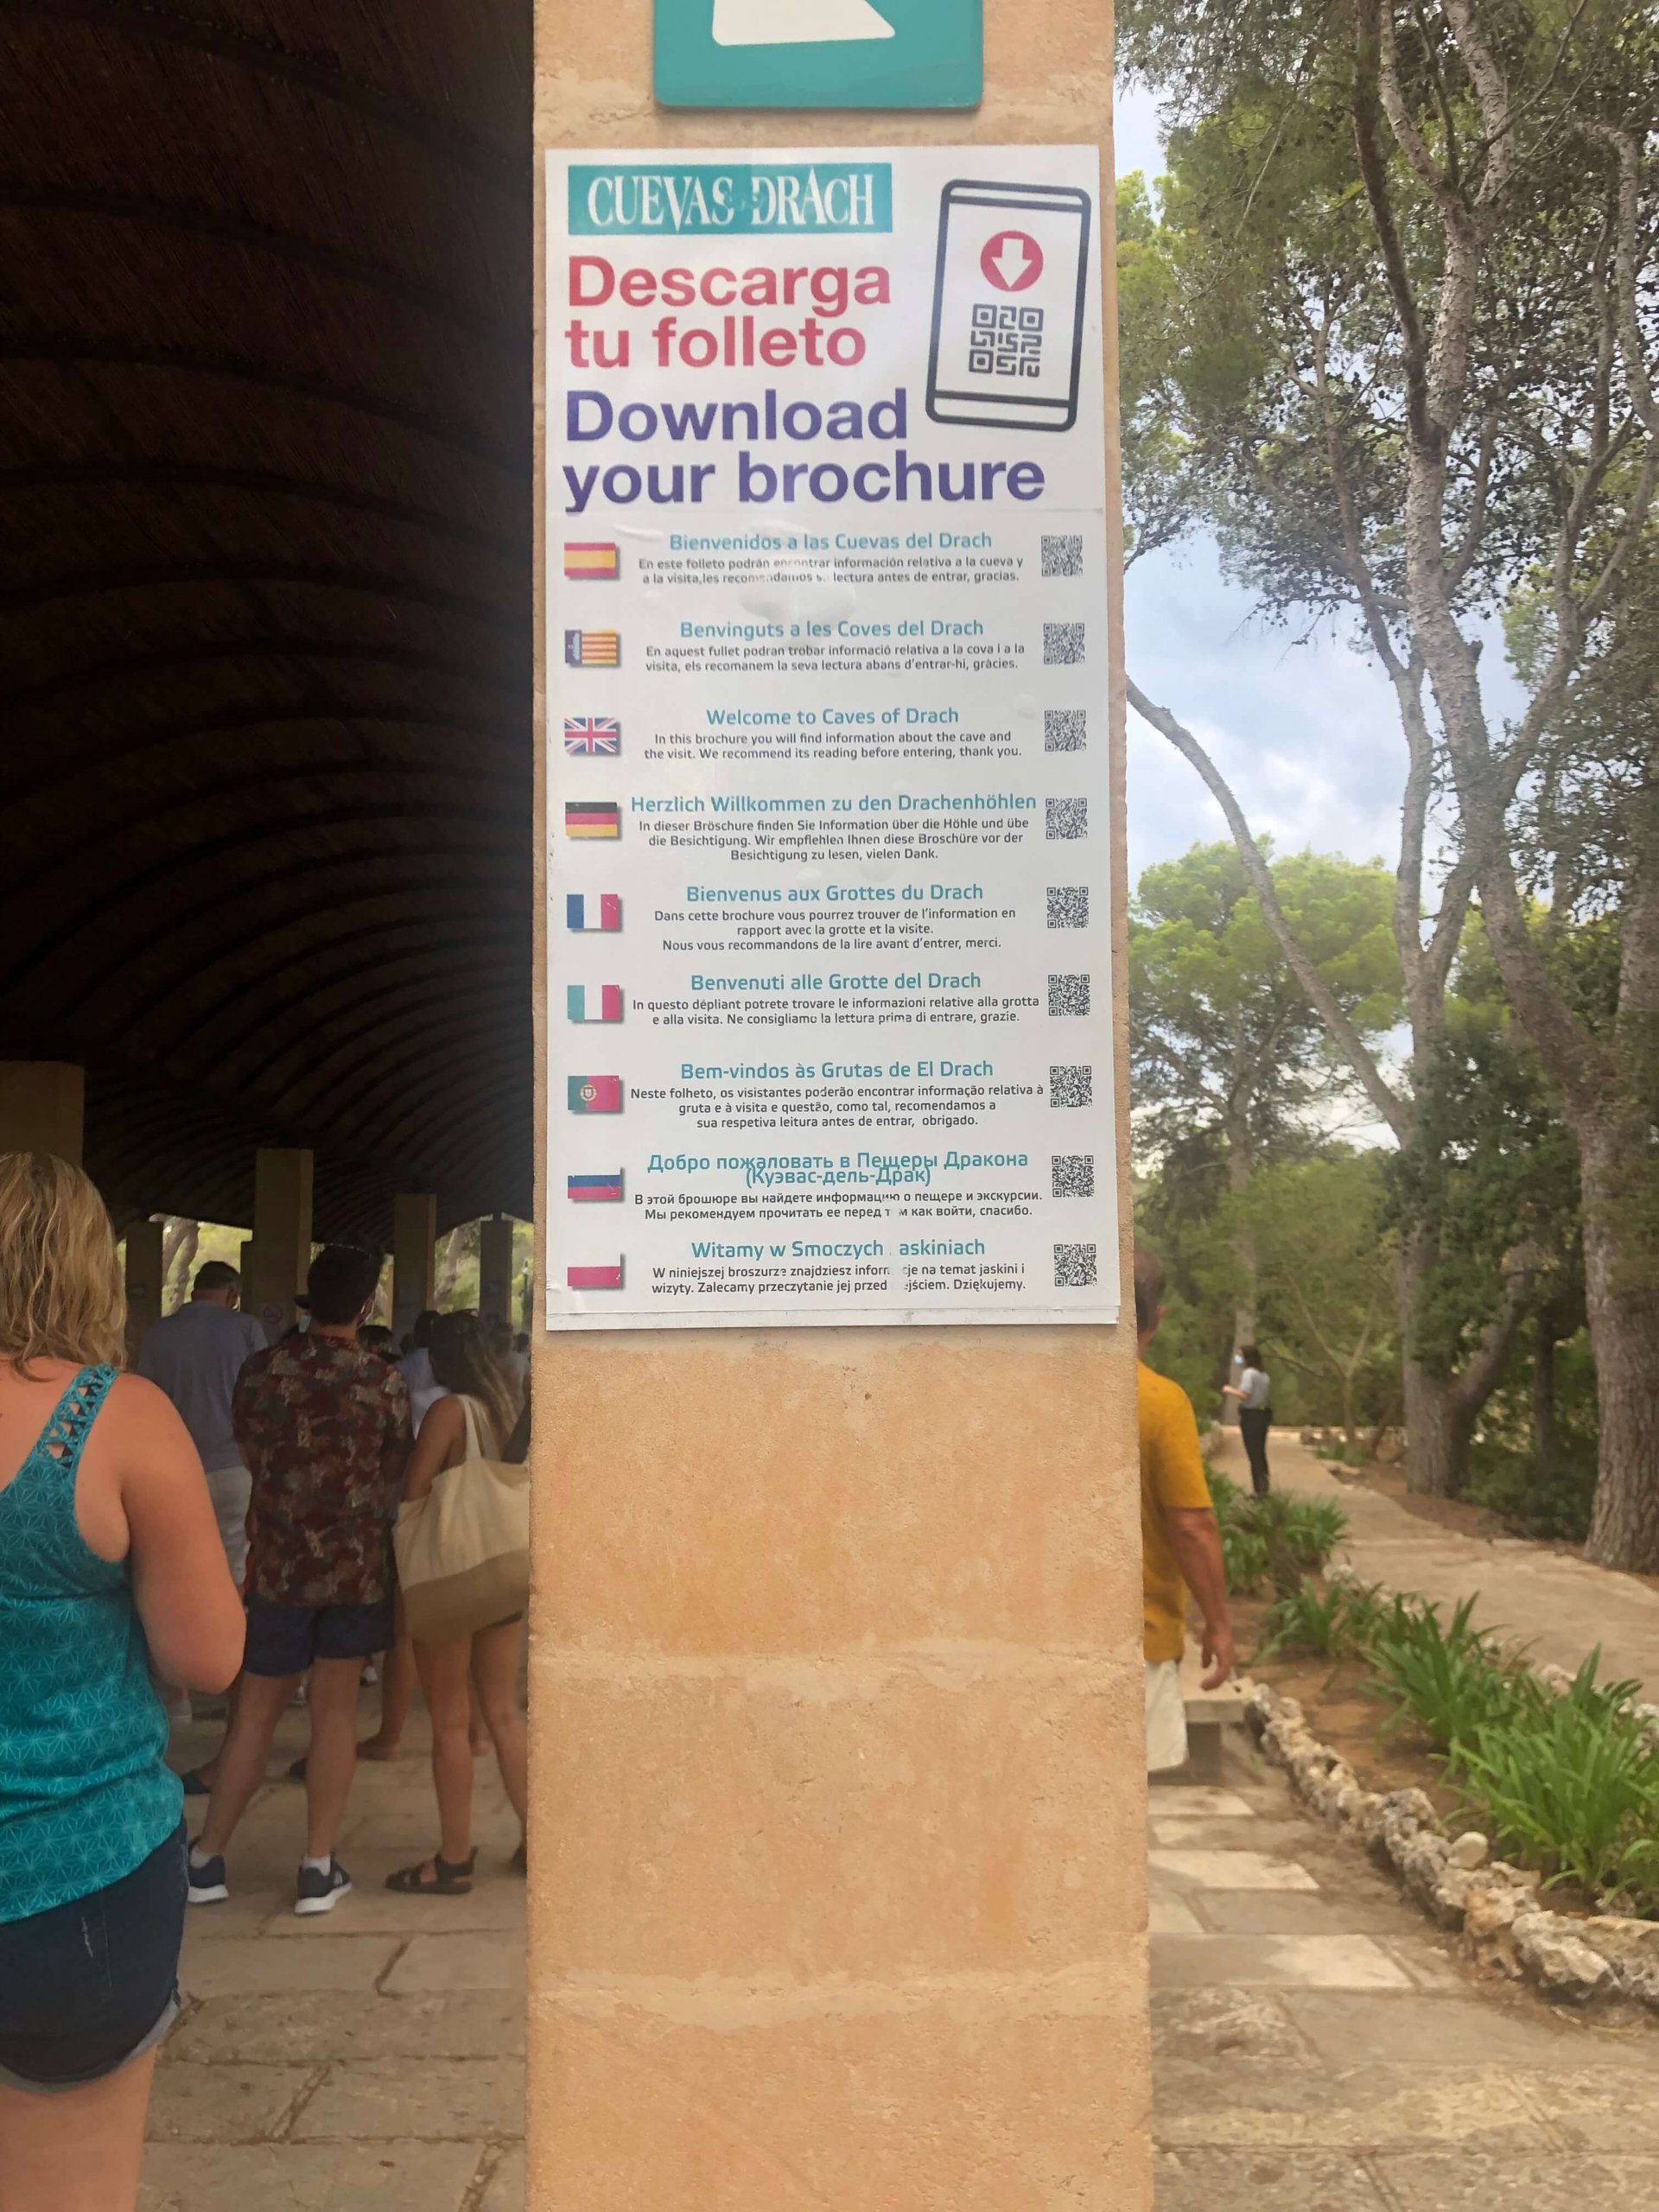 CUEVAS DRACH
Descarga
tu folleto
Download
your brochure
Bienvenidos a las Cuevas del Drach
En este folleto podrán encontrar información relativa a la cueva y
a la visita,les recomendamos su lectura antes de entrar, gracias.
Benvinguts a les Coves del Drach
En aquest fullet podran trobar informació relativa a la cova i a la
visita, els recomanem la seva lectura abans d'entrar-hi, gràcies.
Welcome to Caves of Drach
In this brochure you will find information about the cave and
the visit. We recommend its reading before entering, thank you.
Herzlich Willkommen zu den Drachenhöhlen
In dieser Bröschure finden Sie Information über die Höhle und übe
die Besichtigung. Wir empflehlen Ihnen diese Broschüre vor der
Besichtigung zu lesen, vielen Dank.
Bienvenus aux Grottes du Drach
Dans cette brochure vous pourrez trouver de l'information en
rapport avec la grotte et la visite.
Nous vous recommandons de la lire avant d'entrer, merci.
Benvenuti alle Grotte del Drach
In questo dépliant potrete trovare le informazioni relative alla grotta
e alla visita. Ne consigliamo la lettura prima di entrare, grazie.
Bem-vindos às Grutas de El Drach
Neste folheto, os visistantes poderão encontrar informação relativa à
gruta e à visita e questão, como tal, recomendamos a
sua respetiva leitura antes de entrar, obrigado.
Добро пожаловать в Пещеры Дракона
(Куэвас-дель-Драк)
В этой брошюре вы найдете информацию о пещере и экскурсии.
Мы рекомендуем прочитать ее перед как войти, спасибо.
Witamy w Smoczych
W niniejszej broszurze znajdziesz informacje na temat jaskini i
wizyty. Zalecamy przeczytanie jej przed Dziękujemy.